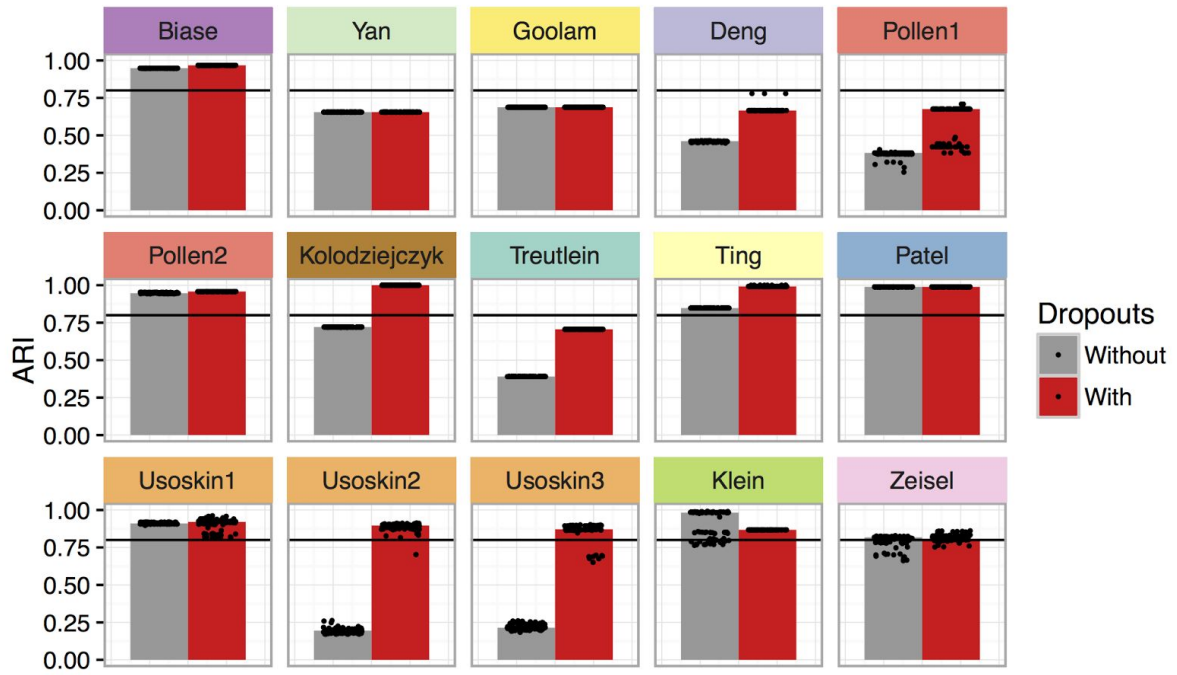 Biase Yan Goolam Deng Pollen1
1.00
0.75
0.50
0.25
0.00
Pollen2 Kolodziejczyk Treutlein Ting Patel
1.00
0.75
0.50
0.25
0.00
Usoskin1 Usoskin2 Usoskin3 Klein Zeisel
1.00
0.75
0.50
0.25
0.00
ARI
Dropouts
Without
With